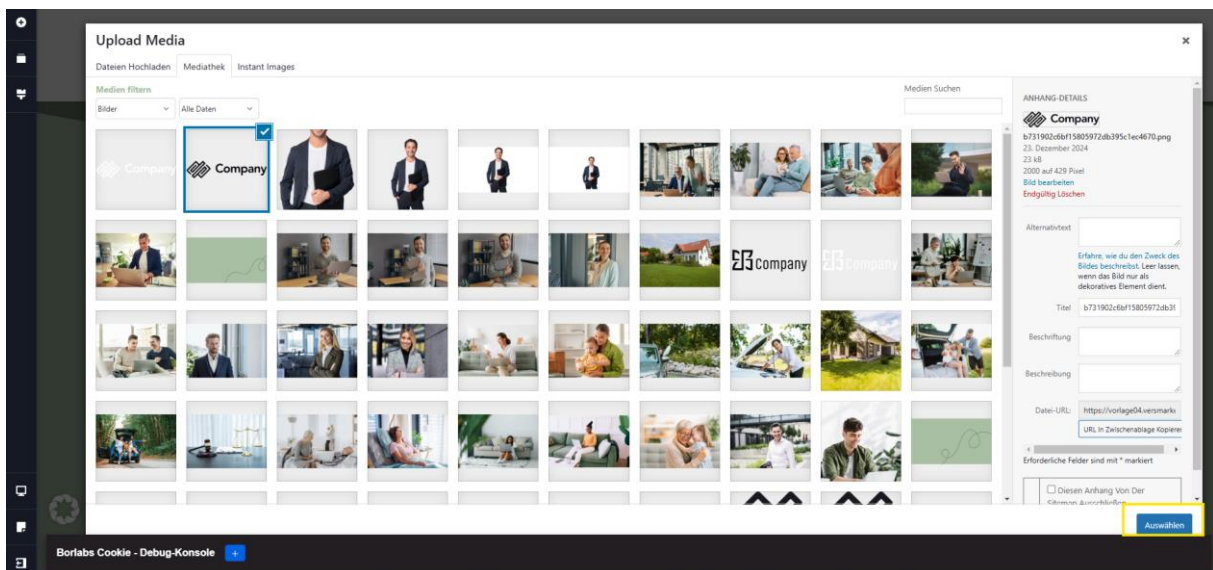 Upload Media
Dateien Hochladen Mediathek Instant Images
Medien filtern
Bilder
Alle Daten
Medien Suchen
Company
Company
Company
Company
ANHANG-DETAILS
Company
b731902c6bf15805972db395c1ec4670.png
23. Dezember 2024
23 kB
2000 auf 429 Pixel
Bild bearbeiten
Endgültig Löschen
Alternativtext
Erfahre, wie du den Zweck des
Bildes beschreibst. Leer lassen,
wenn das Bild nur als
dekoratives Element dient.
Titel
b731902c6bf15805972db3
Beschriftung
Beschreibung
Datei-URL:
https://vorlage04.versmark
URL in Zwischenablage Kopieren
Erforderliche Felder sind mit * markiert
Diesen Anhang Von Der
Sitemap Ausschließen
Auswählen
Borlabs Cookie - Debug-Konsole +